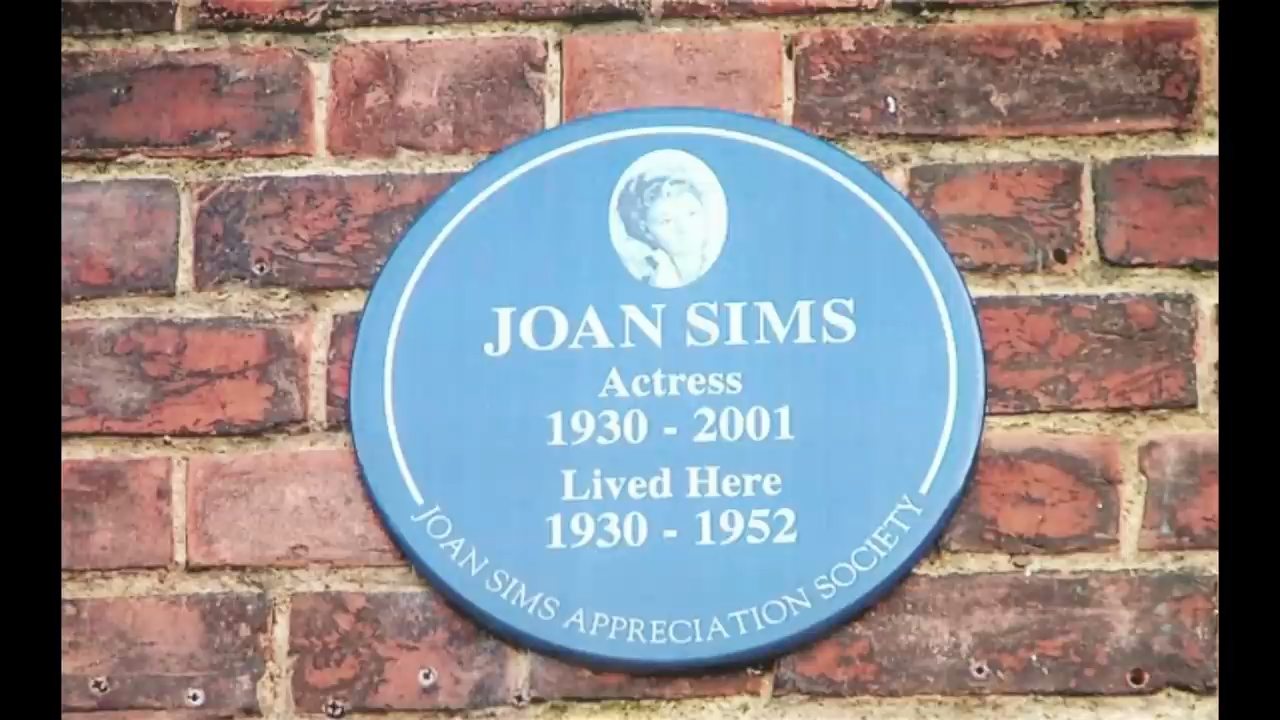 JOAN SIMS
Actress
1930 - 2001
Lived Here
1930 - 1952
JOAN SIMS APPRECIATION SOCIETY